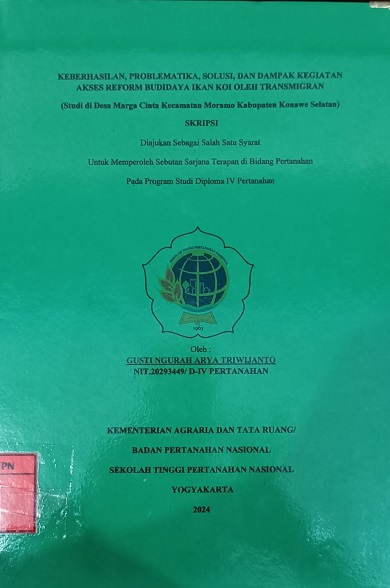 KEBERHASILAN, PROBLEMATIKA, SOLUSI, DAN DAMPAK KEGIATAN
AKSES REFORM BUDIDAYA IKAN KOI OLEH TRANSMIGRAN
(Studi di Desa Marga Cinta Kecamatan Moramo Kabupaten Konawe Selatan)
SKRIPSI
Diajukan Sebagai Salah Satu Syarat
Untuk Memperoleh Sebutan Sarjana Terapan di Bidang Pertanahan
Pada Program Studi Diploma IV Pertanahan
1963
Oleh :
GUSTI NGURAH ARYA TRIWIJANTO
NIT.20293449/ D-IV PERTANAHAN
KEMENTERIAN AGRARIA DAN TATA RUANG/
BADAN PERTANAHAN NASIONAL
SEKOLAH TINGGI PERTANAHAN NASIONAL
YOGYAKARTA
2024
PN